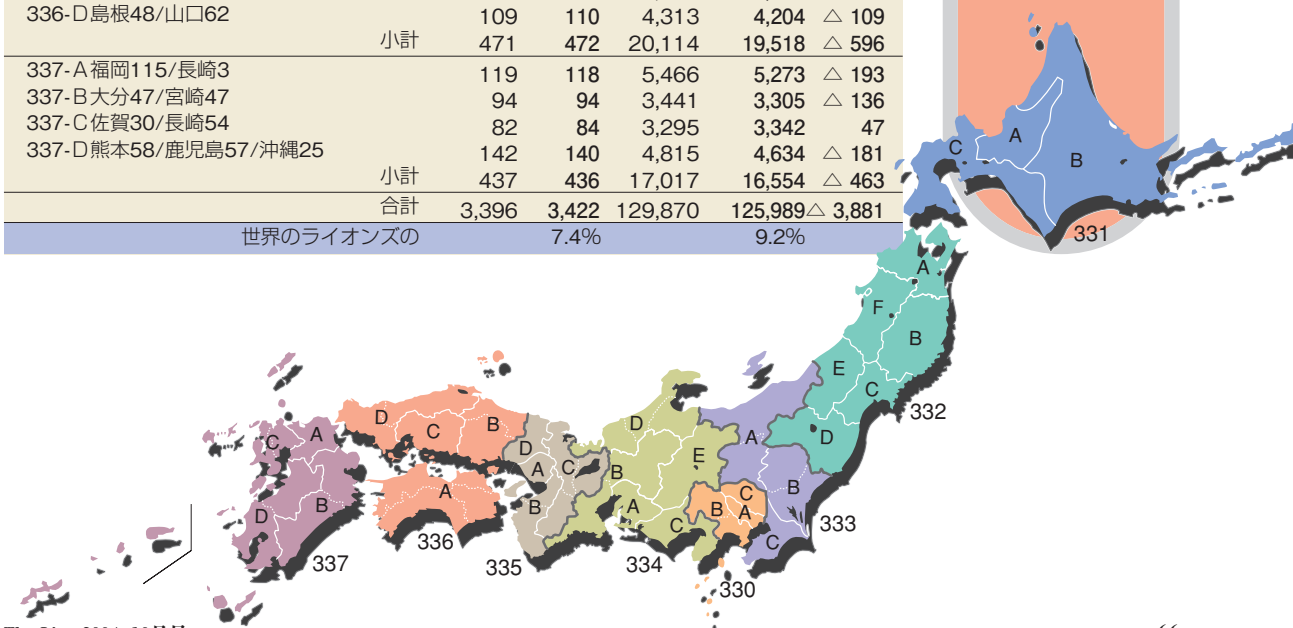 336-D島根48/山口62 109 110 4,313 4,204 △ 109
小計 471 472 20,114 19,518 △ 596
337-A福岡115/長崎3 119 118 5,466 5,273 △ 193
337-B大分47/宮崎47 94 94 3,441 3,305 △ 136
337-C佐賀30/長崎54 82 84 3,295 3,342 47
337-D熊本58/鹿児島57/沖縄25 142 140 4,815 4,634 △ 181
小計 437 436 17,017 16,554 △ 463
合計 3,396 3,422 129,870 125,989△ 3,881
世界のライオンズの 7.4% 9.2%
C A B
331
A
F
B
E
C
332
D
D C B
D
A
E
B
C A
D A C B
A
B
C
B A
D B
A
B
A
C
C
333
337
336
335
334
330